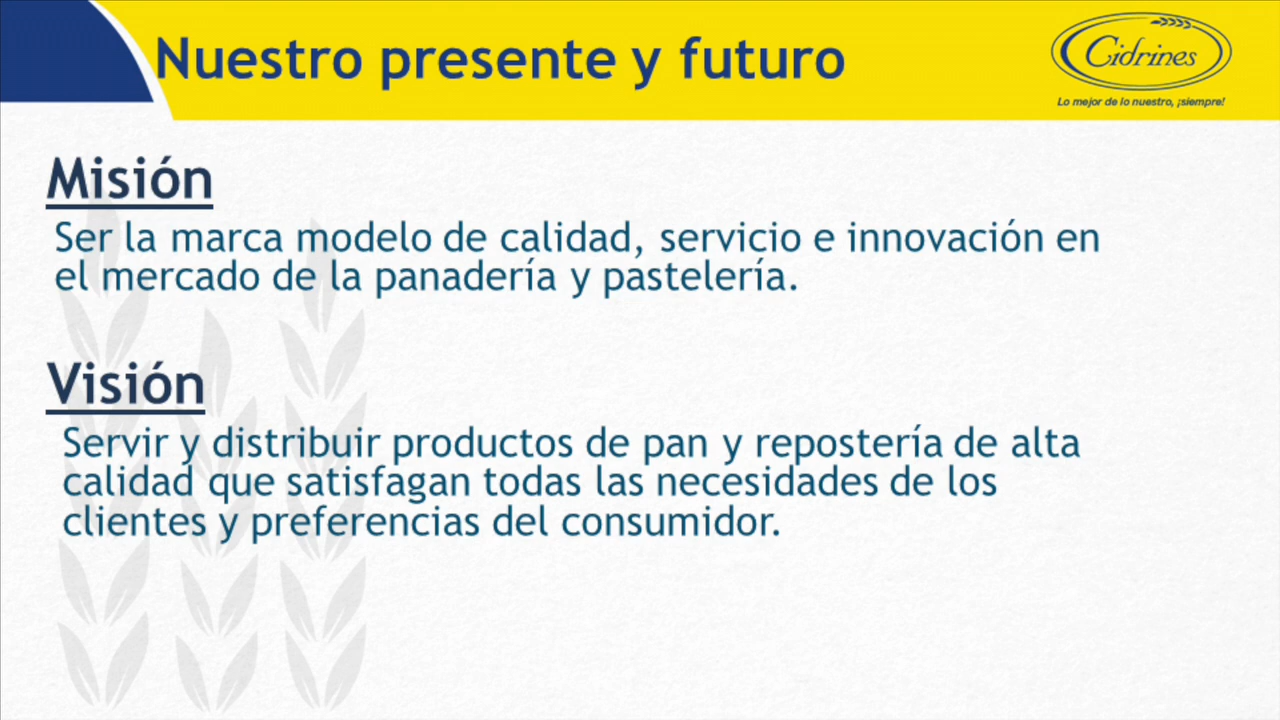 Nuestro presente y futuro
Cidrines
Lo mejor de lo nuestro, ¡siempre!
Misión
Ser la marca modelo de calidad, servicio e innovación en
el mercado de la panadería y pastelería.
Visión
Servir y distribuir productos de pan y repostería de alta
calidad que satisfagan todas las necesidades de los
clientes y preferencias del consumidor.